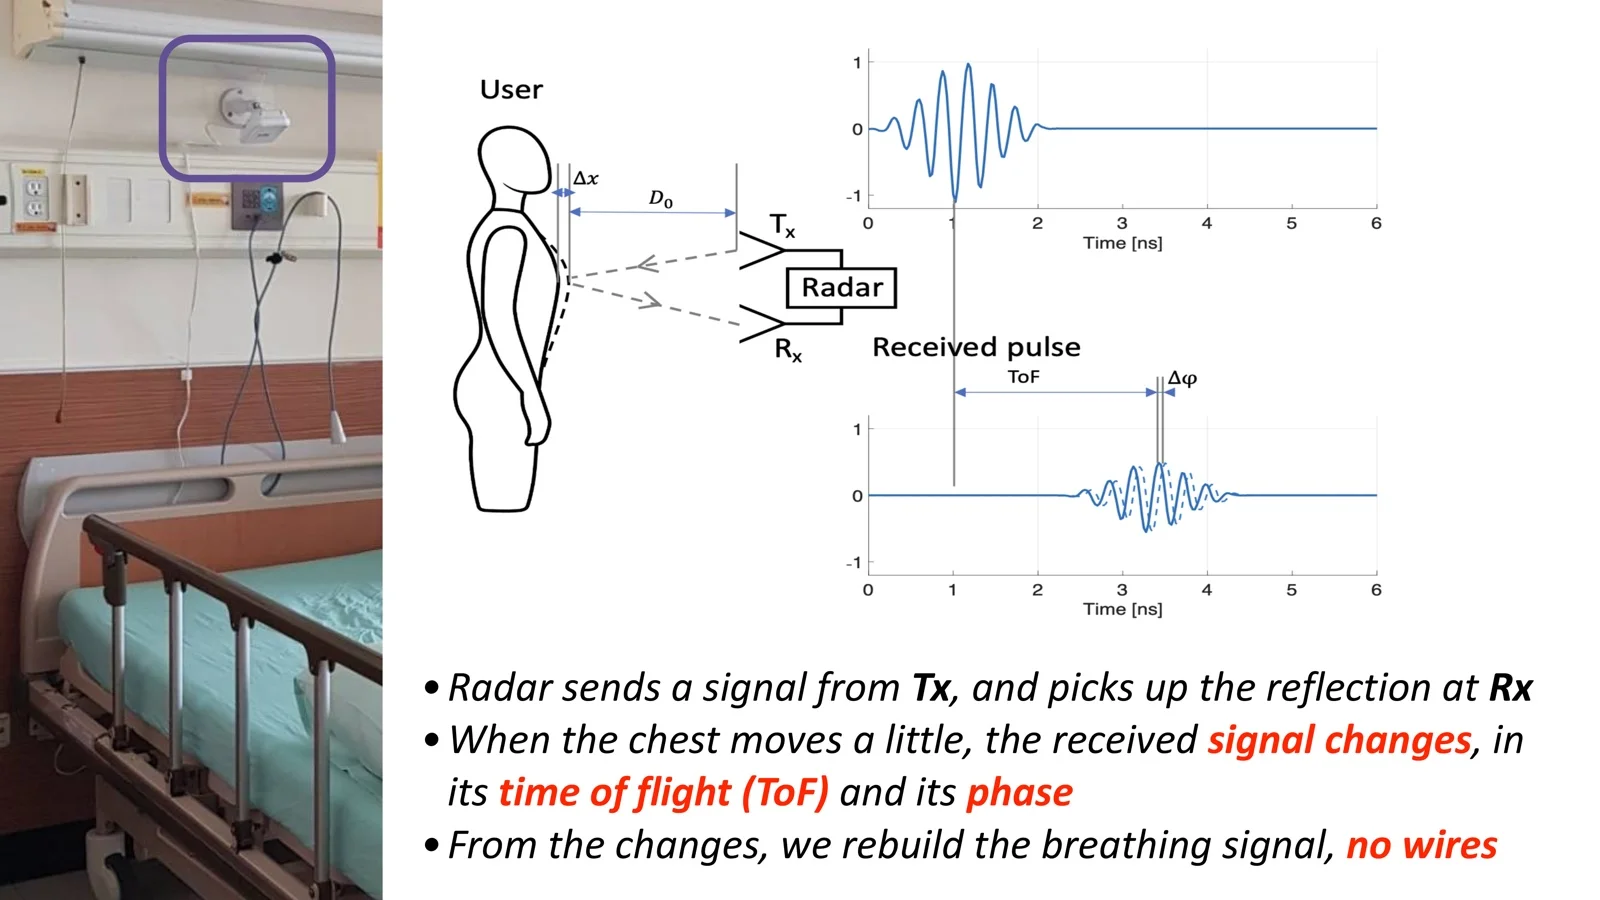 User
Δx
D₀
Tₓ
Radar
Rₓ
1
0
-1
0 1 2 3 4 5 6
Time [ns]
Received pulse
ToF
Δφ
1
0
-1
0 1 2 3 4 5 6
Time [ns]
• Radar sends a signal from Tx, and picks up the reflection at Rx
• When the chest moves a little, the received signal changes, in
its time of flight (ToF) and its phase
• From the changes, we rebuild the breathing signal, no wires